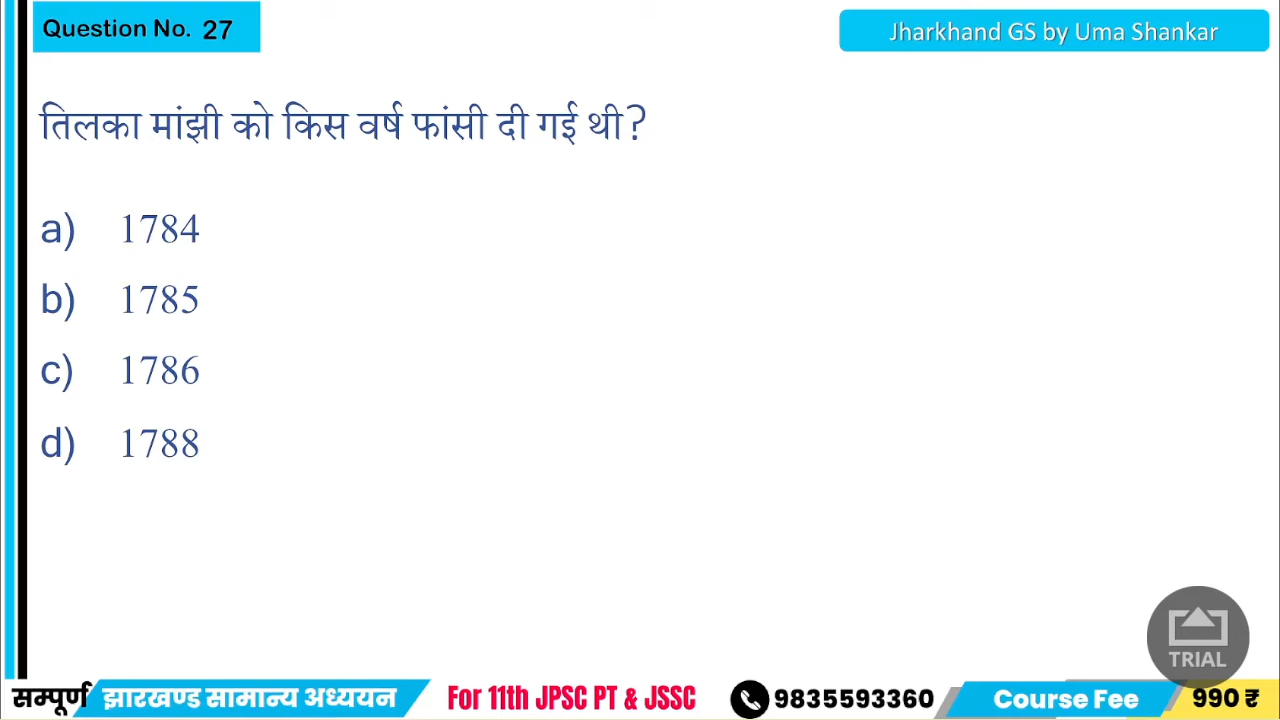 Question No. 27
Jharkhand GS by Uma Shankar
तिलका मांझी को किस वर्ष फांसी दी गई थी?
a) 1784
b) 1785
c) 1786
d) 1788
TRIAL
सम्पूर्ण झारखण्ड सामान्य अध्ययन For 11th JPSC PT & JSSC 9835593360 Course Fee 990 ₹